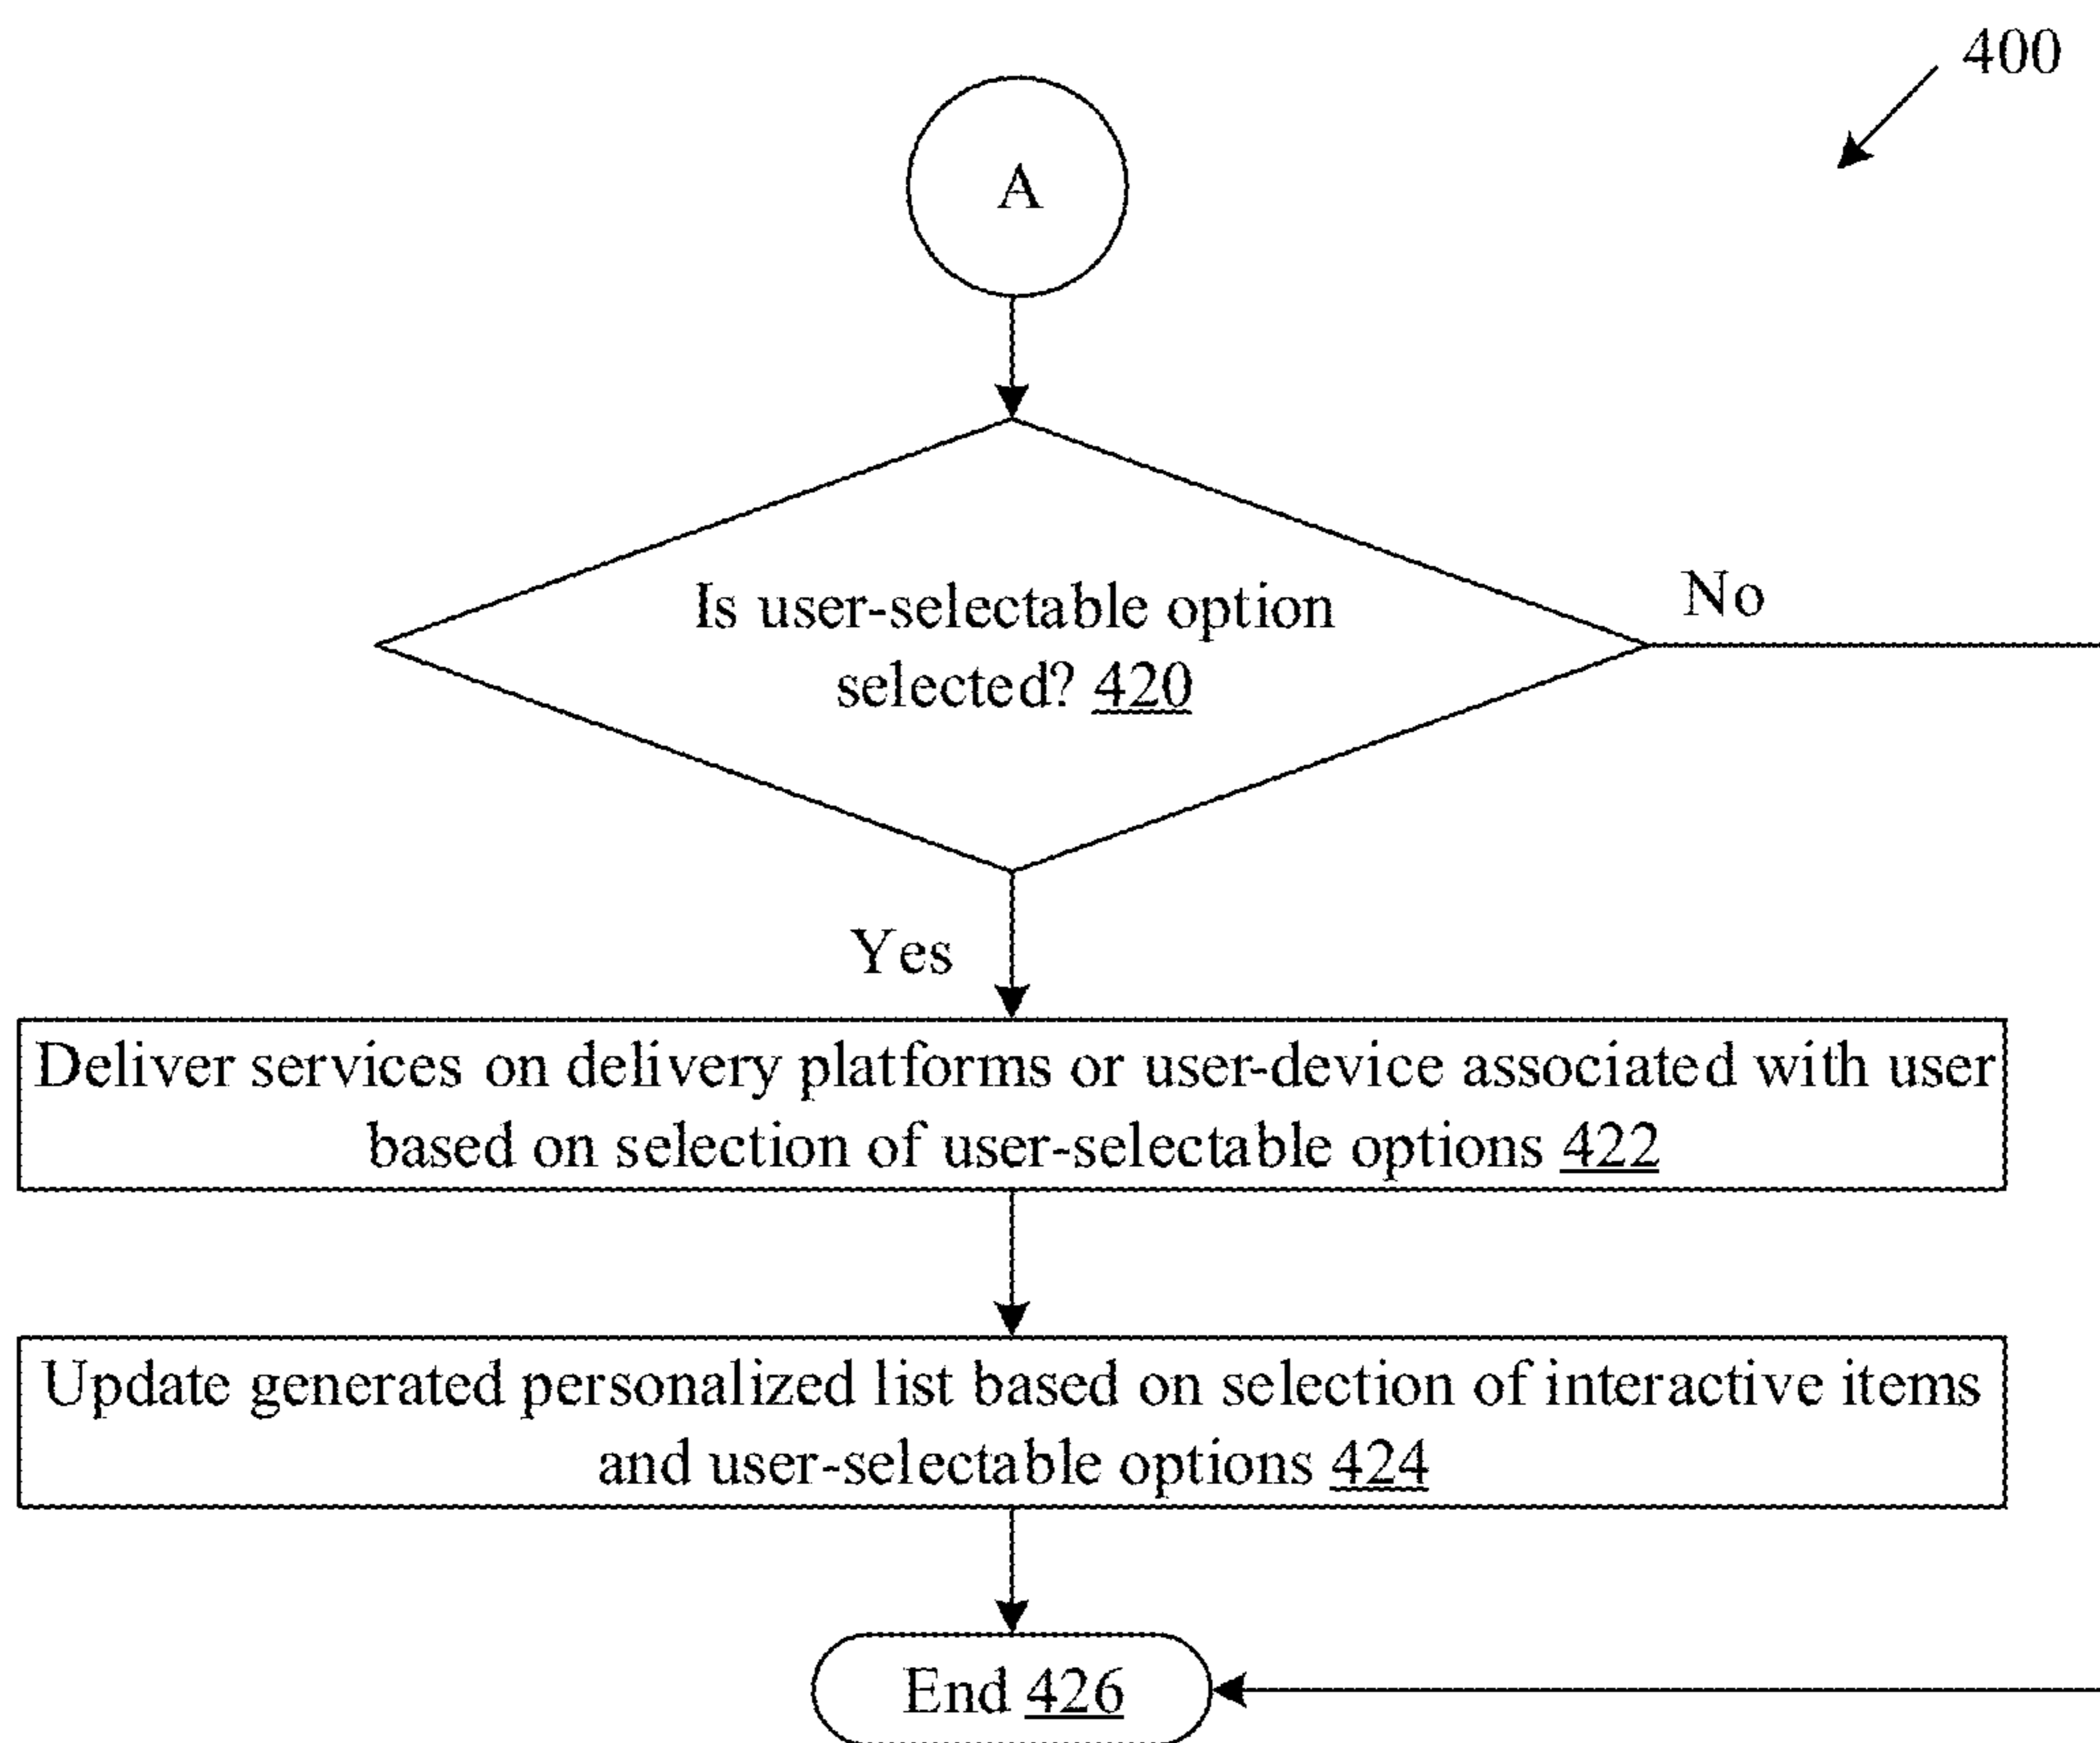 400
A
Is user-selectable option
selected? 420
No
Yes
Deliver services on delivery platforms or user-device associated with user
based on selection of user-selectable options 422
Update generated personalized list based on selection of interactive items
and user-selectable options 424
End 426